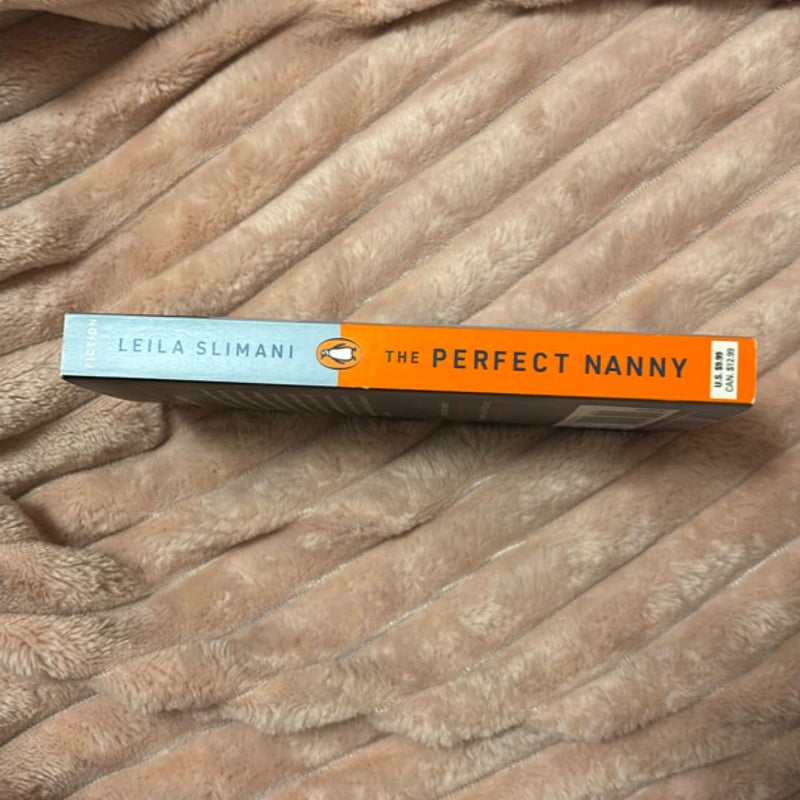 FICTION
LEILA SLIMANI
THE PERFECT NANNY
U.S. $9.99
CAN. $12.99